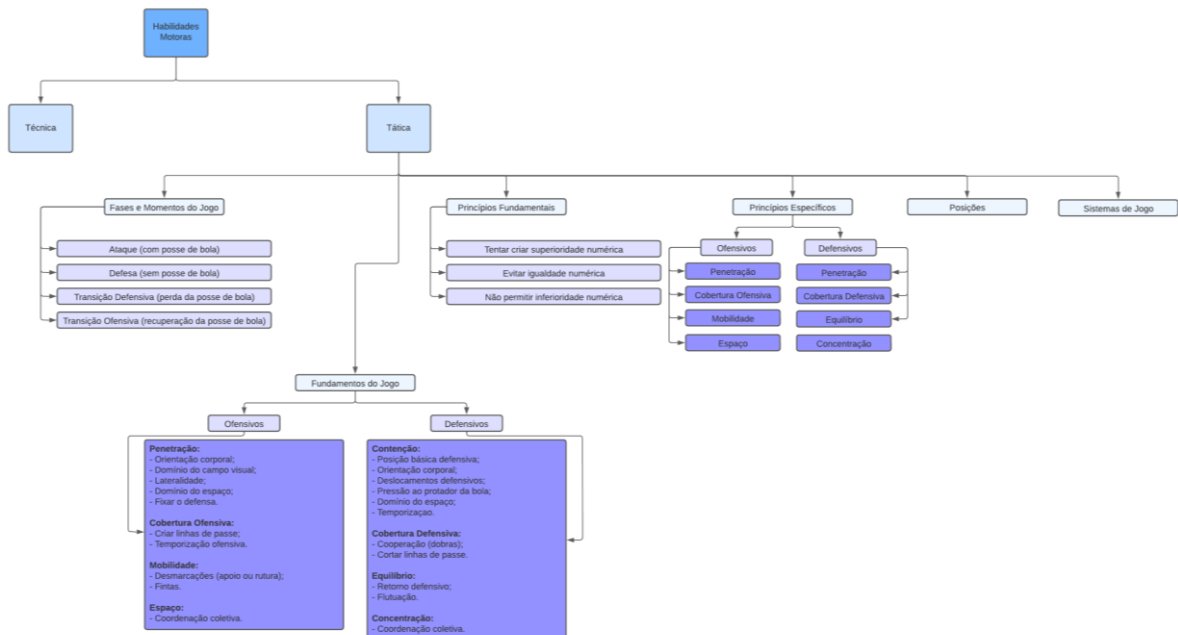 Habilidades
Motoras
Técnica
Tática
Fases e Momentos do Jogo
Ataque (com posse de bola)
Defesa (sem posse de bola)
Transição Defensiva (perda da posse de bola)
Transição Ofensiva (recuperação da posse de bola)
Princípios Fundamentais
Tentar criar superioridade numérica
Evitar igualdade numérica
Não permitir inferioridade numérica
Princípios Específicos
Ofensivos
Penetração
Cobertura Ofensiva
Mobilidade
Espaço
Defensivos
Penetração
Cobertura Defensiva
Equilíbrio
Concentração
Posições
Sistemas de Jogo
Fundamentos do Jogo
Ofensivos
Penetração:
- Orientação corporal;
- Domínio do campo visual;
- Lateralidade;
- Domínio do espaço;
- Fixar o defensa.
Cobertura Ofensiva:
- Criar linhas de passe;
- Temporização ofensiva.
Mobilidade:
- Desmarcações (apoio ou rutura);
- Fintas.
Espaço:
- Coordenação coletiva.
Defensivos
Contenção:
- Posição básica defensiva;
- Orientação corporal;
- Deslocamentos defensivos;
- Pressão ao protador da bola;
- Domínio do espaço;
- Temporizaçao.
Cobertura Defensiva:
- Cooperação (dobras);
- Cortar linhas de passe.
Equilíbrio:
- Retorno defensivo;
- Flutuação.
Concentração:
- Coordenação coletiva.